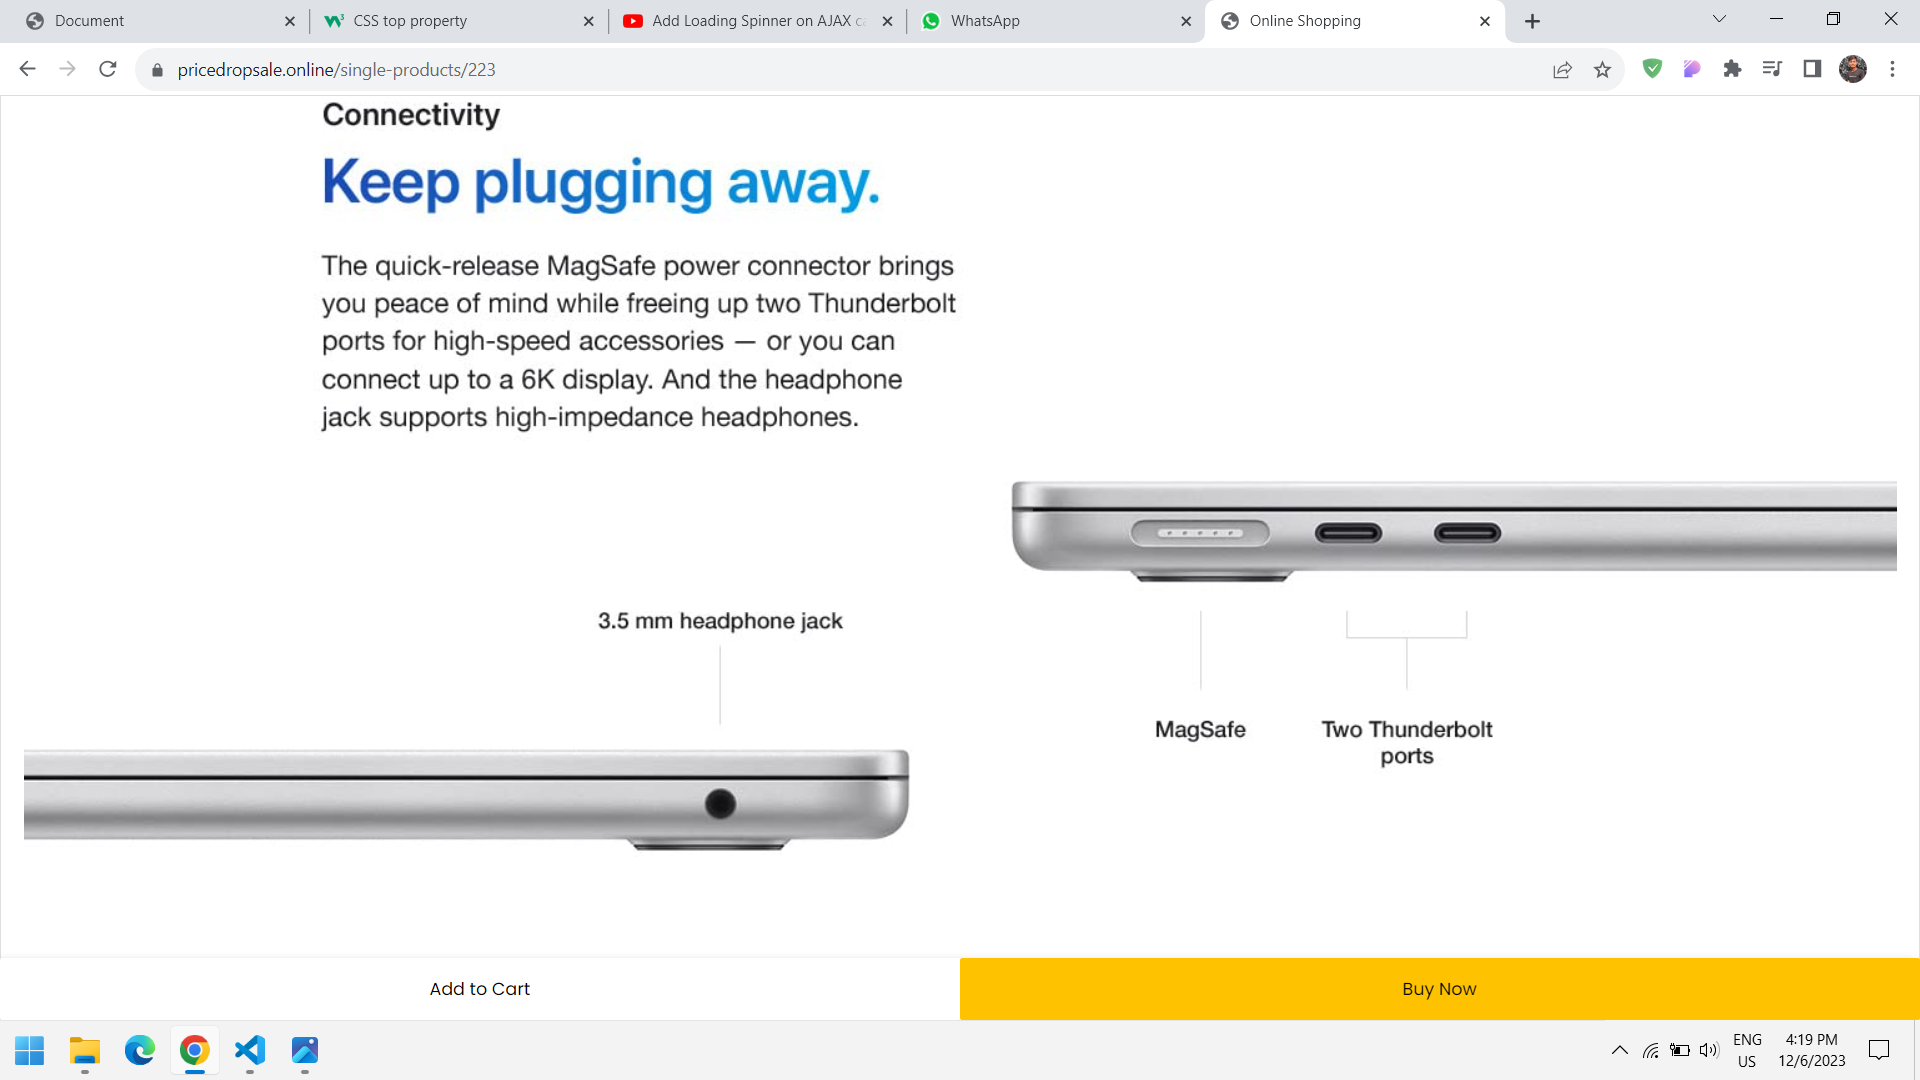 Document
CSS top property
Add Loading Spinner on AJAX ca
WhatsApp
Online Shopping
pricedropsale.online/single-products/223
Connectivity
Keep plugging away.
The quick-release MagSafe power connector brings
you peace of mind while freeing up two Thunderbolt
ports for high-speed accessories — or you can
connect up to a 6K display. And the headphone
jack supports high-impedance headphones.
3.5 mm headphone jack
MagSafe
Two Thunderbolt
ports
Add to Cart
Buy Now
ENG
US
4:19 PM
12/6/2023